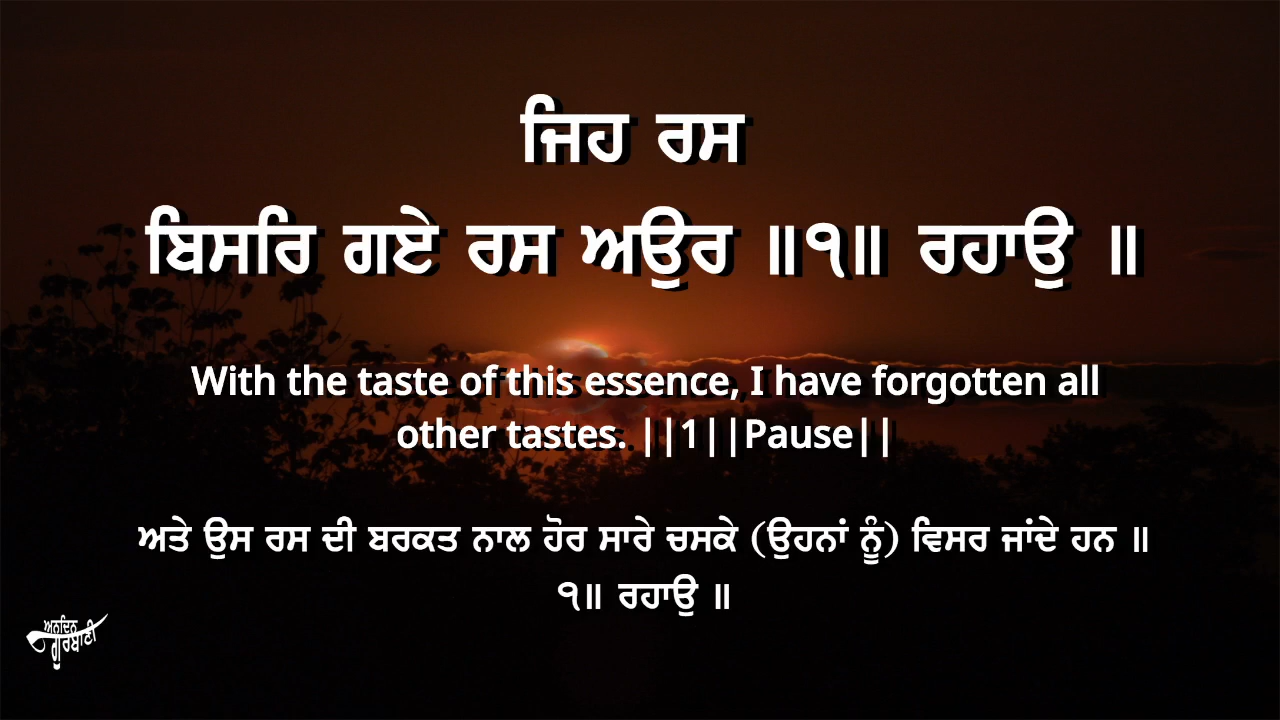 ਜਿਹ ਰਸ
ਬਿਸਰਿ ਗਏ ਰਸ ਅਉਰ ॥੧॥ ਰਹਾਉ ॥
With the taste of this essence, I have forgotten all
other tastes. ||1||Pause||
ਅਤੇ ਉਸ ਰਸ ਦੀ ਬਰਕਤ ਨਾਲ ਹੋਰ ਸਾਰੇ ਚਸਕੇ (ਉਹਨਾਂ ਨੂੰ) ਵਿਸਰ ਜਾਂਦੇ ਹਨ ॥
੧॥ ਰਹਾਉ ॥
ਅਨਦਿਨ
ਗੁਰਬਾਣੀ